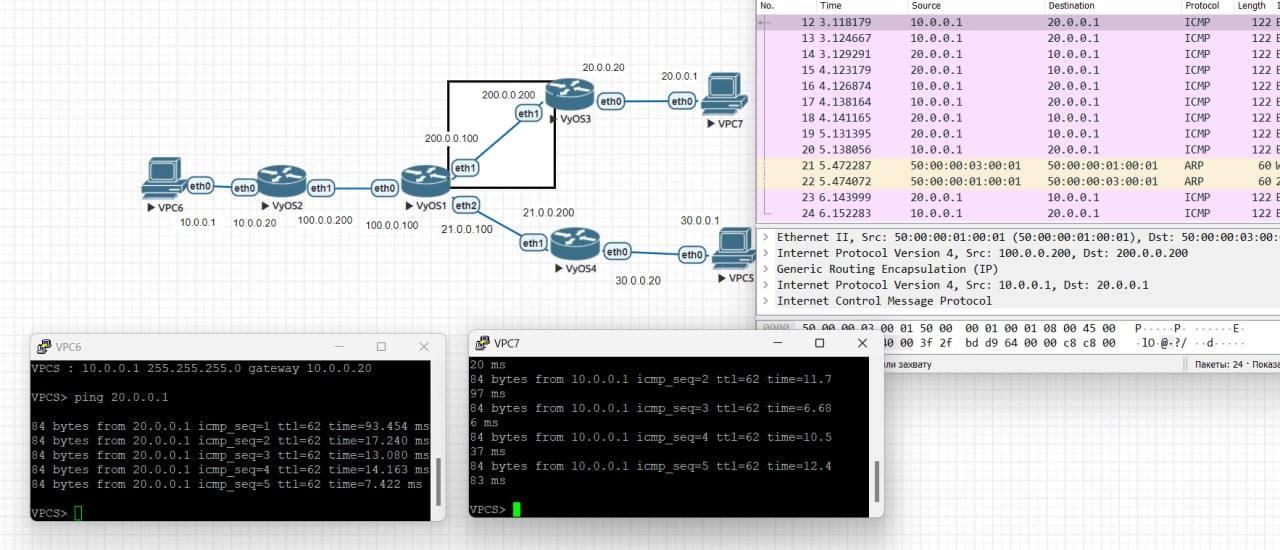 20.0.0.20
20.0.0.1
200.0.0.200
eth0
eth0
eth1
VyOS3
VPC7
200.0.0.100
eth1
eth0
eth0
eth1
eth0
VPC6
VyOS2
VyOS1
10.0.0.1
10.0.0.20
100.0.0.200
100.0.0.100
eth2
21.0.0.100
21.0.0.200
30.0.0.1
eth1
eth0
eth0
VyOS4
VPC5
30.0.0.20
No. Time Source Destination Protocol Length
12 3.118179 10.0.0.1 20.0.0.1 ICMP 122
13 3.124667 10.0.0.1 20.0.0.1 ICMP 122
14 3.129291 10.0.0.1 20.0.0.1 ICMP 122
15 4.123179 10.0.0.1 20.0.0.1 ICMP 122
16 4.126874 10.0.0.1 20.0.0.1 ICMP 122
17 4.138164 10.0.0.1 20.0.0.1 ICMP 122
18 4.141165 10.0.0.1 20.0.0.1 ICMP 122
19 5.131395 10.0.0.1 20.0.0.1 ICMP 122
20 5.138056 10.0.0.1 20.0.0.1 ICMP 122
21 5.472287 50:00:00:03:00:01 50:00:00:01:00:01 ARP 60
22 5.474072 50:00:00:01:00:01 50:00:00:03:00:01 ARP 60
23 6.143999 10.0.0.1 20.0.0.1 ICMP 122
24 6.152283 10.0.0.1 20.0.0.1 ICMP 122
Ethernet II, Src: 50:00:00:01:00:01 (50:00:00:01:00:01), Dst: 50:00:00:03:00:
Internet Protocol Version 4, Src: 100.0.0.200, Dst: 200.0.0.200
Generic Routing Encapsulation (IP)
Internet Protocol Version 4, Src: 10.0.0.1, Dst: 20.0.0.1
Internet Control Message Protocol
0000 50 00 00 03 00 01 50 00 00 01 00 01 08 00 45 00 P·····P· ······E·
40 00 3f 2f bd d9 64 00 00 c8 c8 00 ·lO·@·?/ ··d·····
ли захвату
Пакеты: 24 · Показа
VPC6
VPCS : 10.0.0.1 255.255.255.0 gateway 10.0.0.20
VPCS> ping 20.0.0.1
84 bytes from 20.0.0.1 icmp_seq=1 ttl=62 time=93.454 ms
84 bytes from 20.0.0.1 icmp_seq=2 ttl=62 time=17.240 ms
84 bytes from 20.0.0.1 icmp_seq=3 ttl=62 time=13.080 ms
84 bytes from 20.0.0.1 icmp_seq=4 ttl=62 time=14.163 ms
84 bytes from 20.0.0.1 icmp_seq=5 ttl=62 time=7.422 ms
VPCS>
VPC7
20 ms
84 bytes from 10.0.0.1 icmp_seq=2 ttl=62 time=11.7
97 ms
84 bytes from 10.0.0.1 icmp_seq=3 ttl=62 time=6.68
6 ms
84 bytes from 10.0.0.1 icmp_seq=4 ttl=62 time=10.5
37 ms
84 bytes from 10.0.0.1 icmp_seq=5 ttl=62 time=12.4
83 ms
VPCS>